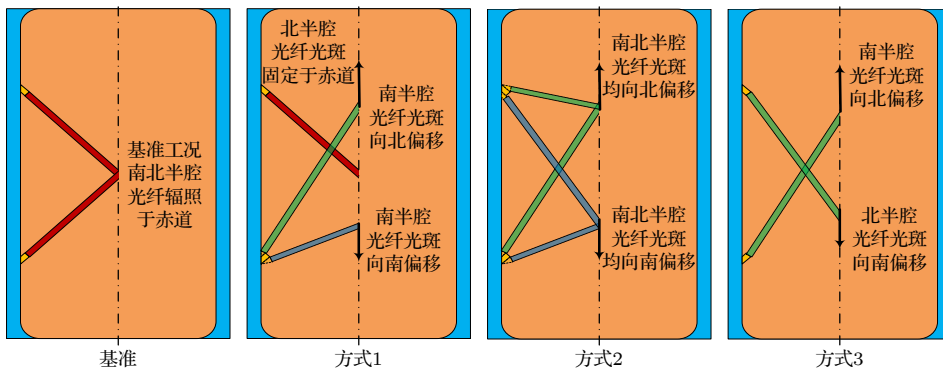 基准工况
南北半腔
光纤辐照
于赤道
基准
北半腔
光纤光斑
固定于赤道
南半腔
光纤光斑
向北偏移
南半腔
光纤光斑
向南偏移
方式1
南北半腔
光纤光斑
均向北偏移
南北半腔
光纤光斑
均向南偏移
方式2
南半腔
光纤光斑
向北偏移
北半腔
光纤光斑
向南偏移
方式3